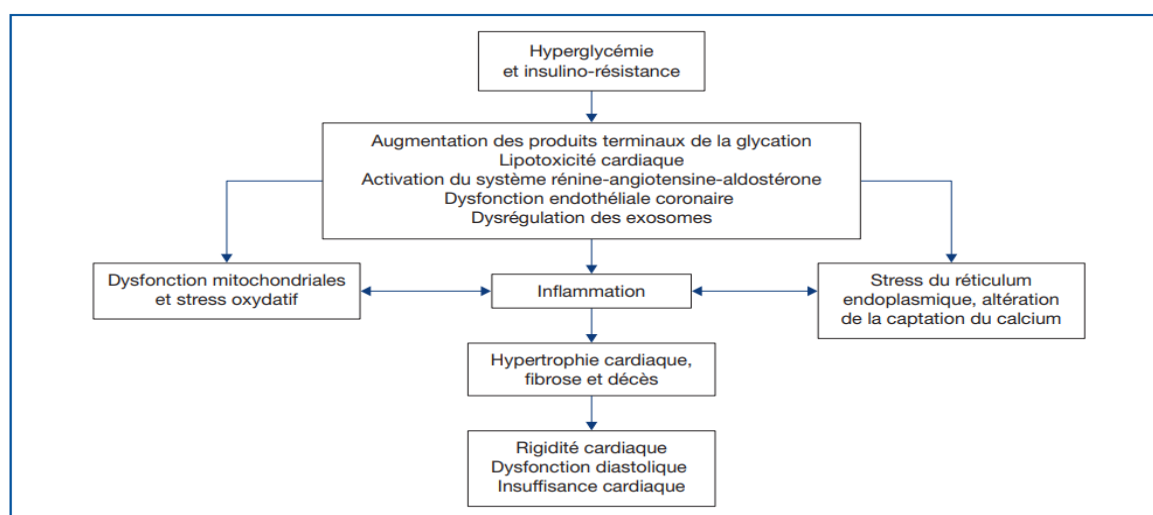 Hyperglycémie
et insulino-résistance
Augmentation des produits terminaux de la glycation
Lipotoxicité cardiaque
Activation du système rénine-angiotensine-aldostérone
Dysfonction endothéliale coronaire
Dysrégulation des exosomes
Dysfonction mitochondriales
et stress oxydatif
Inflammation
Stress du réticulum
endoplasmique, altération
de la captation du calcium
Hypertrophie cardiaque,
fibrose et décès
Rigidité cardiaque
Dysfonction diastolique
Insuffisance cardiaque